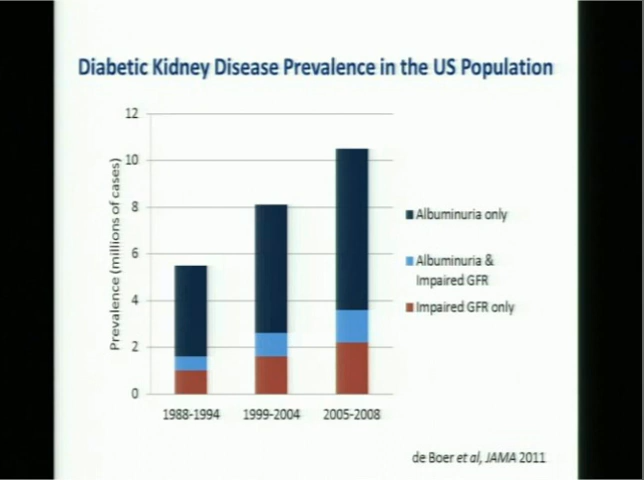 Diabetic Kidney Disease Prevalence in the US Population
Prevalence (millions of cases)
12
10
8
6
4
2
0
1988-1994 1999-2004 2005-2008
Albuminuria only
Albuminuria &
Impaired GFR
Impaired GFR only
de Boer et al, JAMA 2011